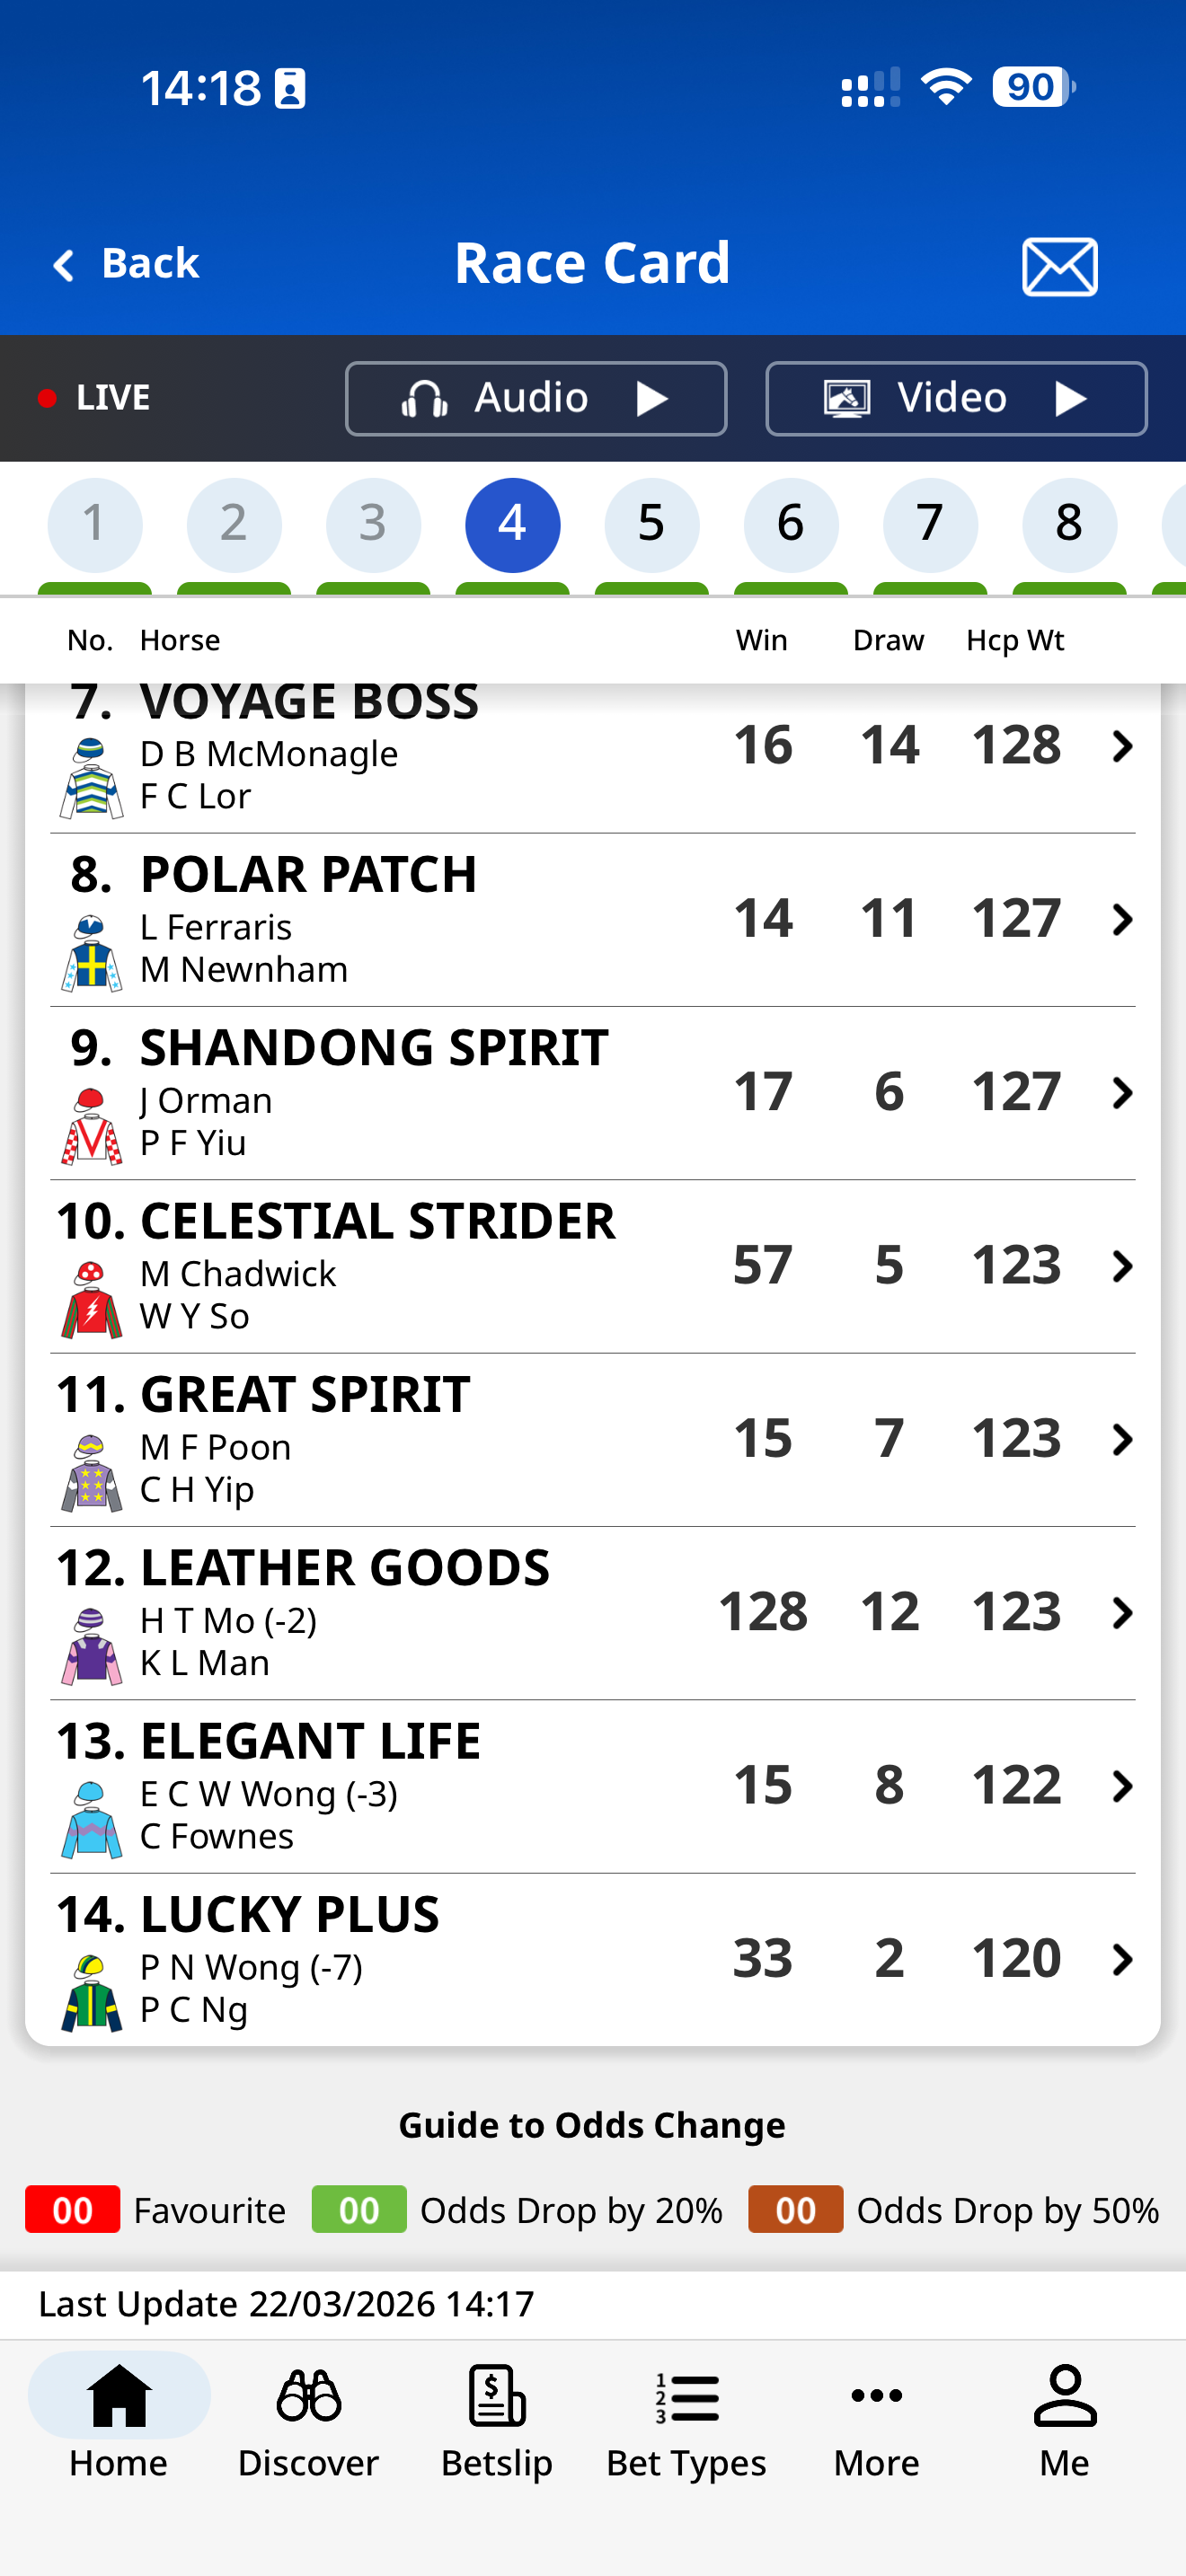 14:18
90
Back
Race Card
LIVE
Audio
Video
1 2 3 4 5 6 7 8
No. Horse Win Draw Hcp Wt
7. VOYAGE BOSS
D B McMonagle
F C Lor
16 14 128
8. POLAR PATCH
L Ferraris
M Newnham
14 11 127
9. SHANDONG SPIRIT
J Orman
P F Yiu
17 6 127
10. CELESTIAL STRIDER
M Chadwick
W Y So
57 5 123
11. GREAT SPIRIT
M F Poon
C H Yip
15 7 123
12. LEATHER GOODS
H T Mo (-2)
K L Man
128 12 123
13. ELEGANT LIFE
E C W Wong (-3)
C Fownes
15 8 122
14. LUCKY PLUS
P N Wong (-7)
P C Ng
33 2 120
Guide to Odds Change
00 Favourite 00 Odds Drop by 20% 00 Odds Drop by 50%
Last Update 22/03/2026 14:17
Home Discover Betslip Bet Types More Me